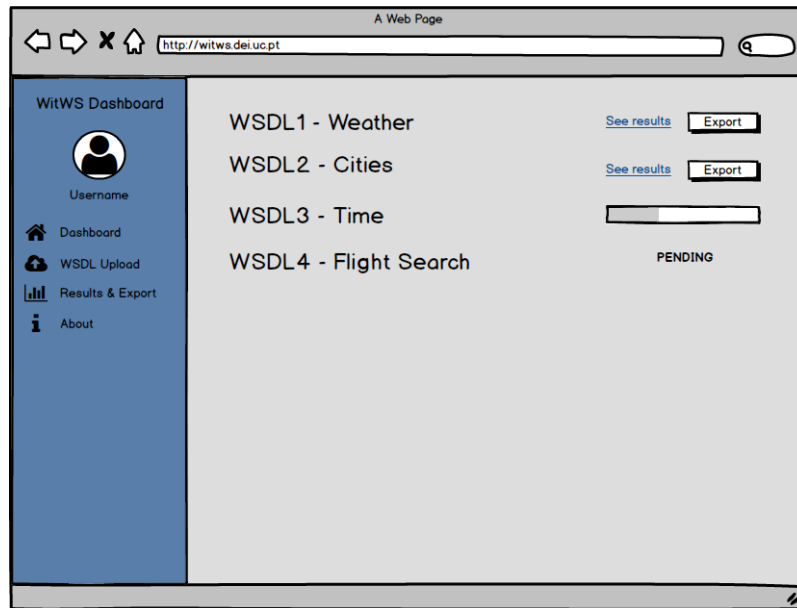 A Web Page
http://witws.dei.uc.pt
WitWS Dashboard
Username
Dashboard
WSDL Upload
Results & Export
About
WSDL1 - Weather See results Export
WSDL2 - Cities See results Export
WSDL3 - Time
WSDL4 - Flight Search PENDING